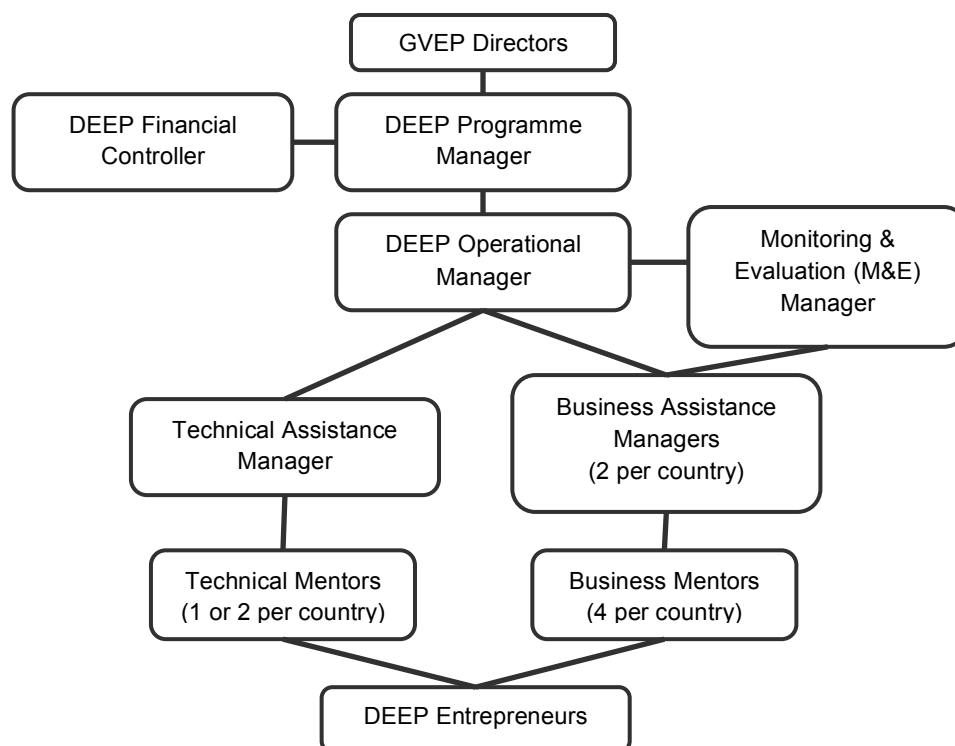 GVEP Directors
DEEP Financial
Controller
DEEP Programme
Manager
DEEP Operational
Manager
Monitoring &
Evaluation (M&E)
Manager
Technical Assistance
Manager
Business Assistance
Managers
(2 per country)
Technical Mentors
(1 or 2 per country)
Business Mentors
(4 per country)
DEEP Entrepreneurs